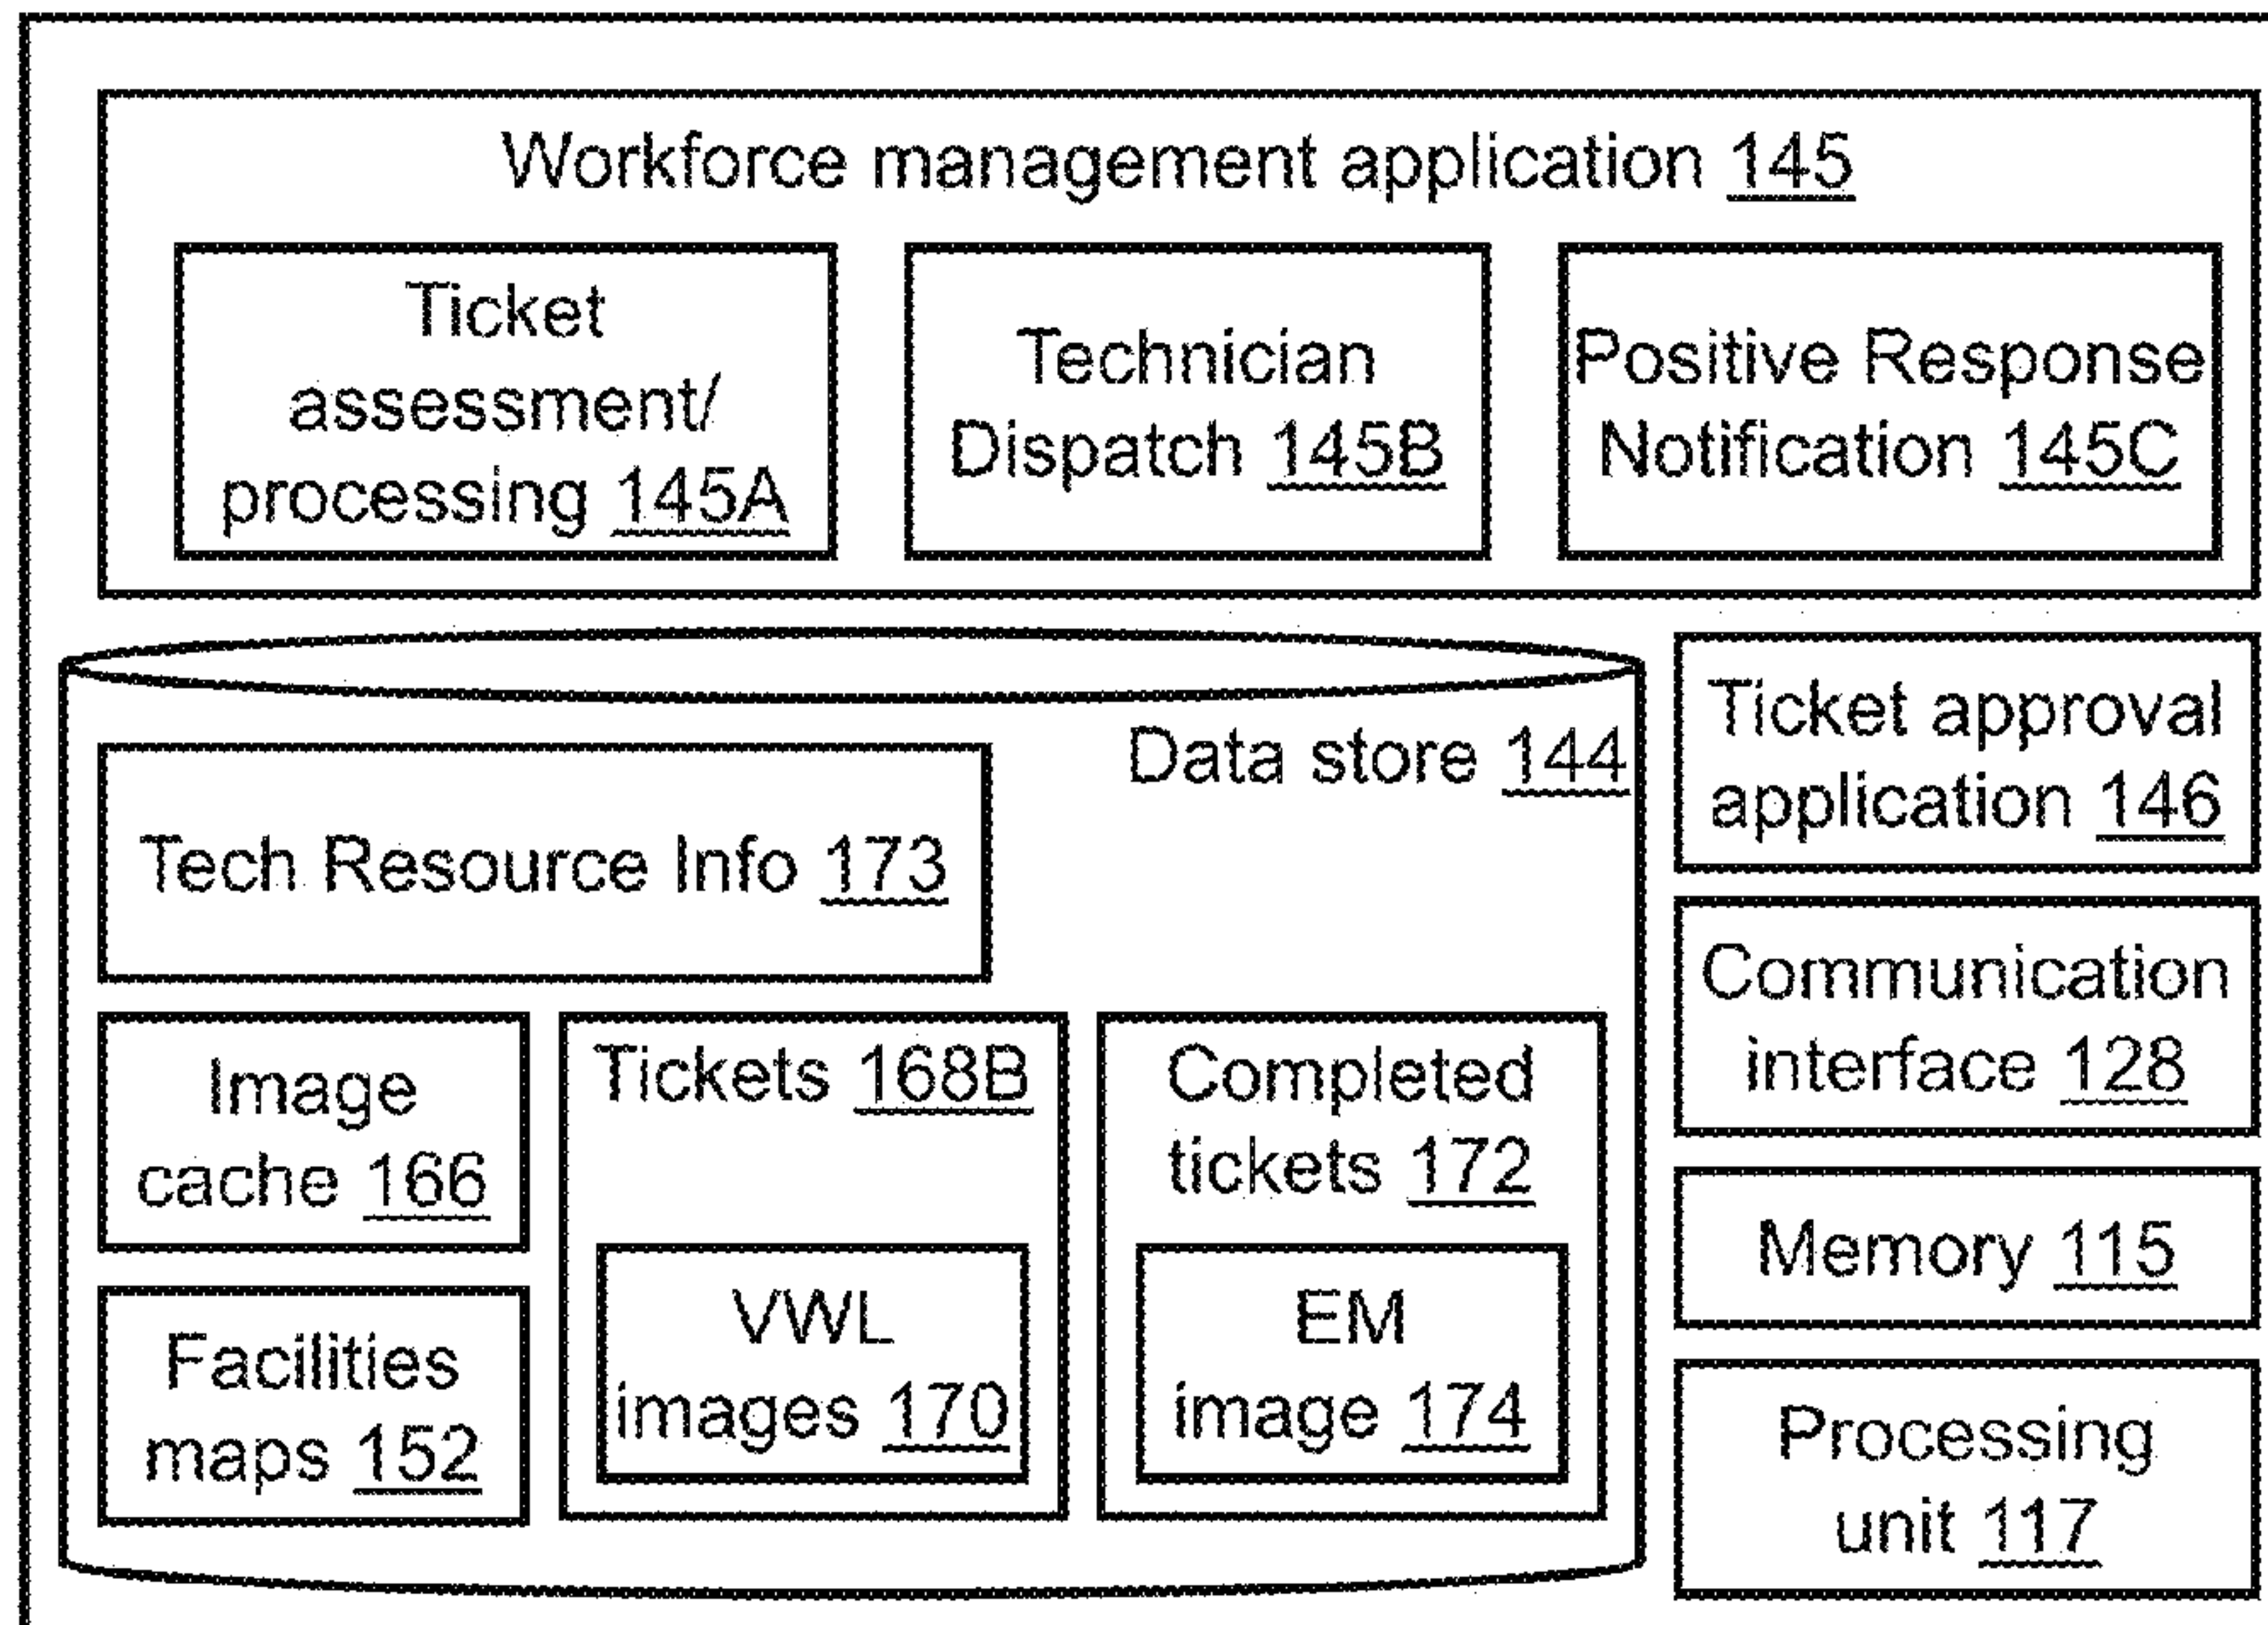 Workforce management application 145
Ticket
assessment/
processing 145A
Technician
Dispatch 145B
Positive Response
Notification 145C
Data store 144
Tech Resource Info 173
Image
cache 166
Facilities
maps 152
Tickets 168B
VWL
images 170
Completed
tickets 172
EM
image 174
Ticket approval
application 146
Communication
interface 128
Memory 115
Processing
unit 117